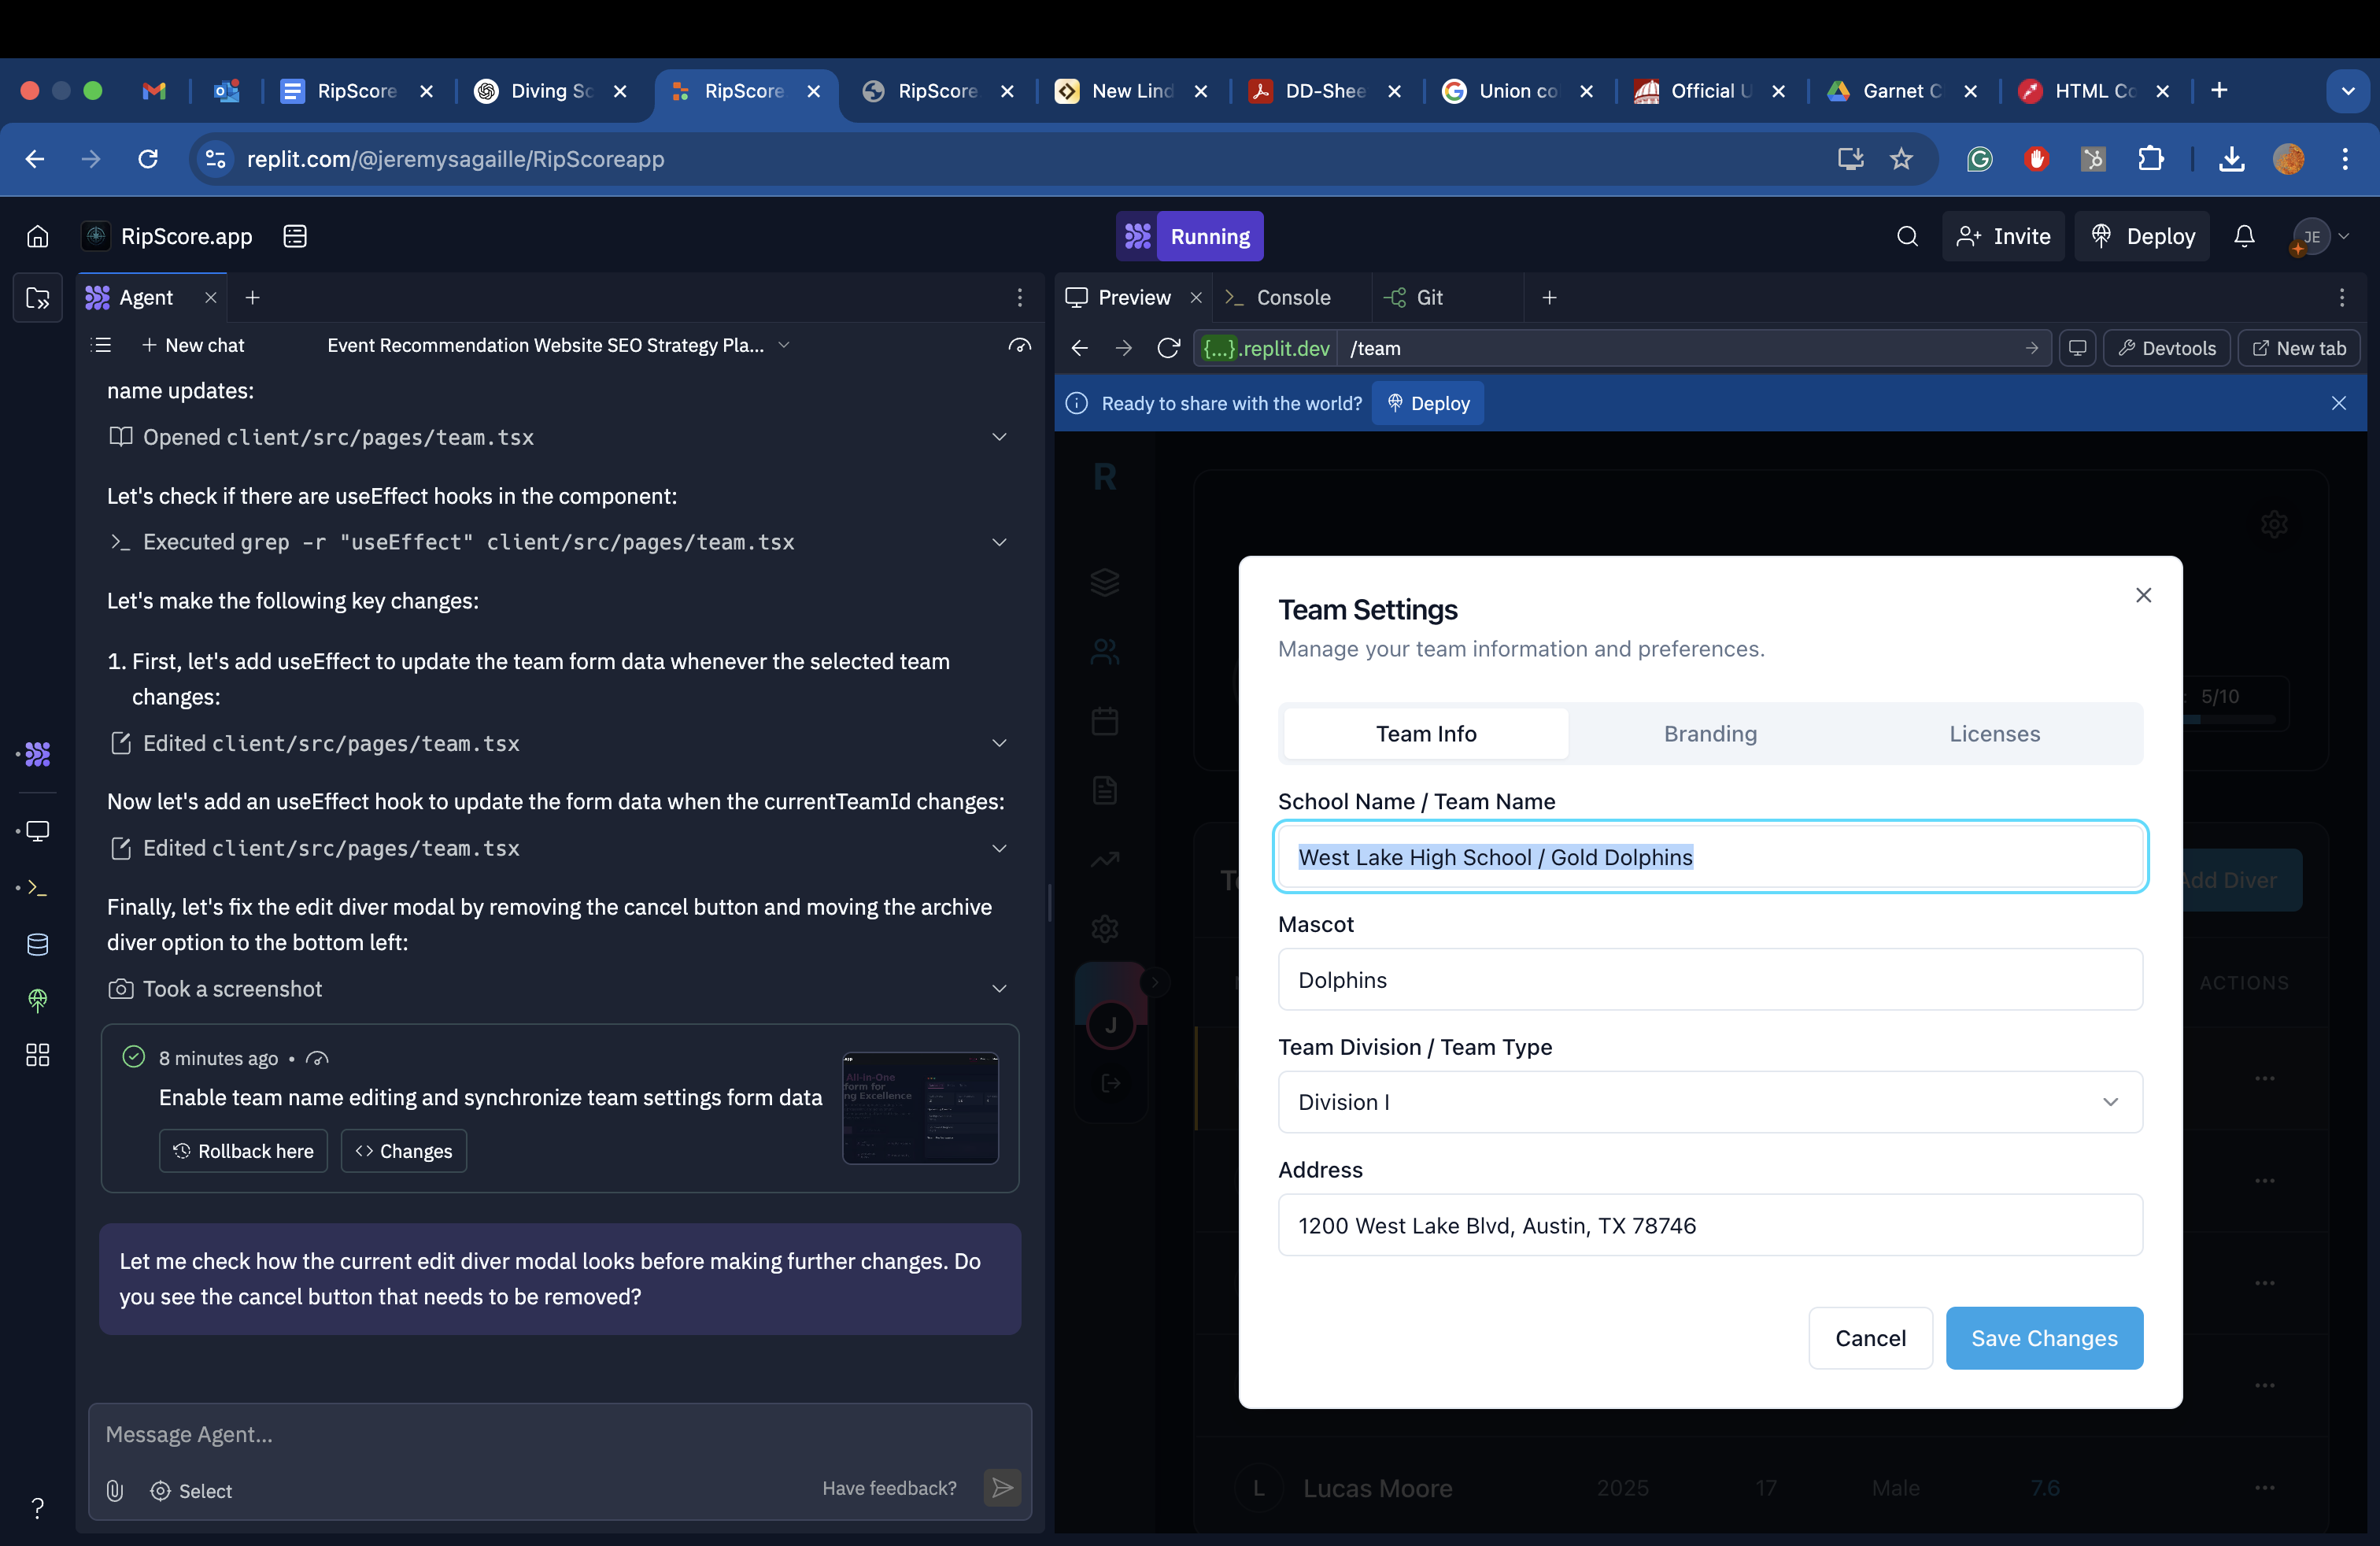 RipScore
Diving Sc
RipScore
RipScore
New Lind
DD-Shee
Union co
Official U
Garnet C
HTML Co
replit.com/@jeremysagaille/RipScoreapp
RipScore.app
Running
Invite
Deploy
JE
Agent
New chat
Event Recommendation Website SEO Strategy Pla...
name updates:
Opened client/src/pages/team.tsx
Let's check if there are useEffect hooks in the component:
Executed grep -r "useEffect" client/src/pages/team.tsx
Let's make the following key changes:
1. First, let's add useEffect to update the team form data whenever the selected team
changes:
Edited client/src/pages/team.tsx
Now let's add an useEffect hook to update the form data when the currentTeamId changes:
Edited client/src/pages/team.tsx
Finally, let's fix the edit diver modal by removing the cancel button and moving the archive
diver option to the bottom left:
Took a screenshot
8 minutes ago •
Enable team name editing and synchronize team settings form data
Rollback here
Changes
Let me check how the current edit diver modal looks before making further changes. Do
you see the cancel button that needs to be removed?
Message Agent...
Select
Have feedback?
Preview
Console
Git
{...}.replit.dev
/team
Devtools
New tab
Ready to share with the world?
Deploy
R
5/10
Add Diver
ACTIONS
J
Team Settings
Manage your team information and preferences.
Team Info
Branding
Licenses
School Name / Team Name
West Lake High School / Gold Dolphins
Mascot
Dolphins
Team Division / Team Type
Division I
Address
1200 West Lake Blvd, Austin, TX 78746
Cancel
Save Changes
L
Lucas Moore
2025
17
Male
7.6